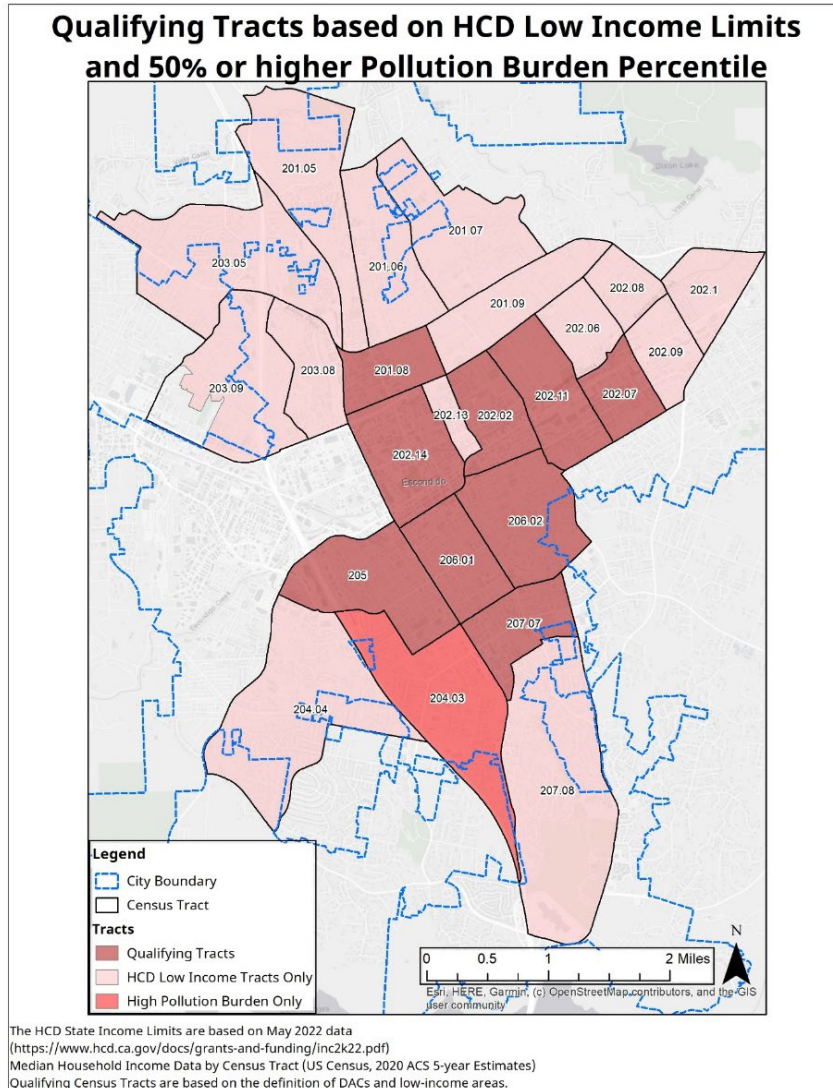 Qualifying Tracts based on HCD Low Income Limits
and 50% or higher Pollution Burden Percentile
201.05
201.07
203.05
201.06
202.08
202.1
201.09
202.06
202.09
203.08
201.08
203.09
202.07
202.11
202.13
202.02
202.14
Escondido
206.02
206.01
205
207.07
204.03
204.04
207.08
Legend
City Boundary
Census Tract
Tracts
Qualifying Tracts
HCD Low Income Tracts Only
High Pollution Burden Only
N
0 0.5 1 2 Miles
Esri, HERE, Garmin, (c) OpenStreetMap contributors, and the GIS
user community
The HCD State Income Limits are based on May 2022 data
(https://www.hcd.ca.gov/docs/grants-and-funding/inc2k22.pdf)
Median Household Income Data by Census Tract (US Census, 2020 ACS 5-year Estimates)
Qualifying Census Tracts are based on the definition of DACs and low-income areas.